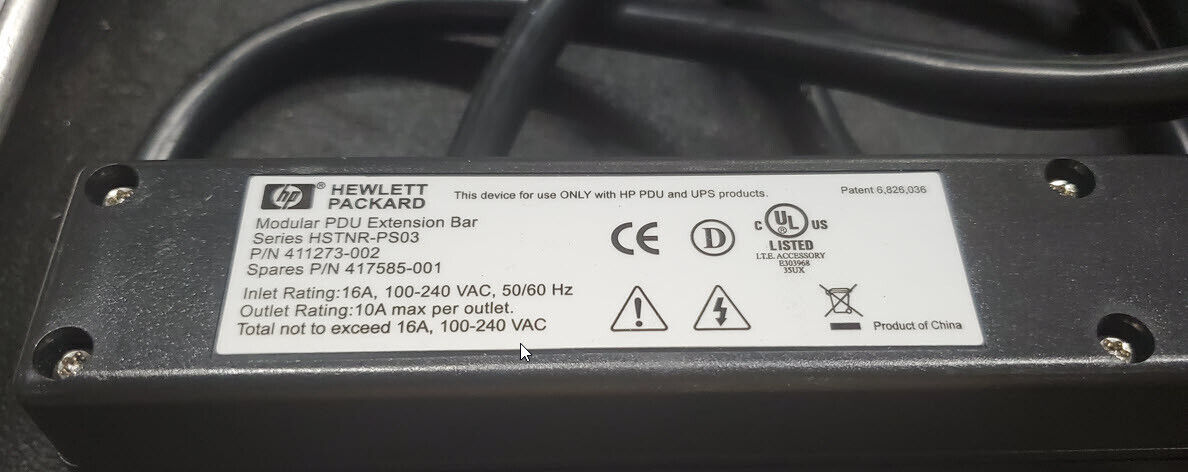 hp® HEWLETT
PACKARD
This device for use ONLY with HP PDU and UPS products.
Patent 6,826,036
Modular PDU Extension Bar
Series HSTNR-PS03
P/N 411273-002
Spares P/N 417585-001
Inlet Rating:16A, 100-240 VAC, 50/60 Hz
Outlet Rating:10A max per outlet.
Total not to exceed 16A, 100-240 VAC
CE
D
C UL US
LISTED
I.T.E. ACCESSORY
E303968
35UX
Product of China